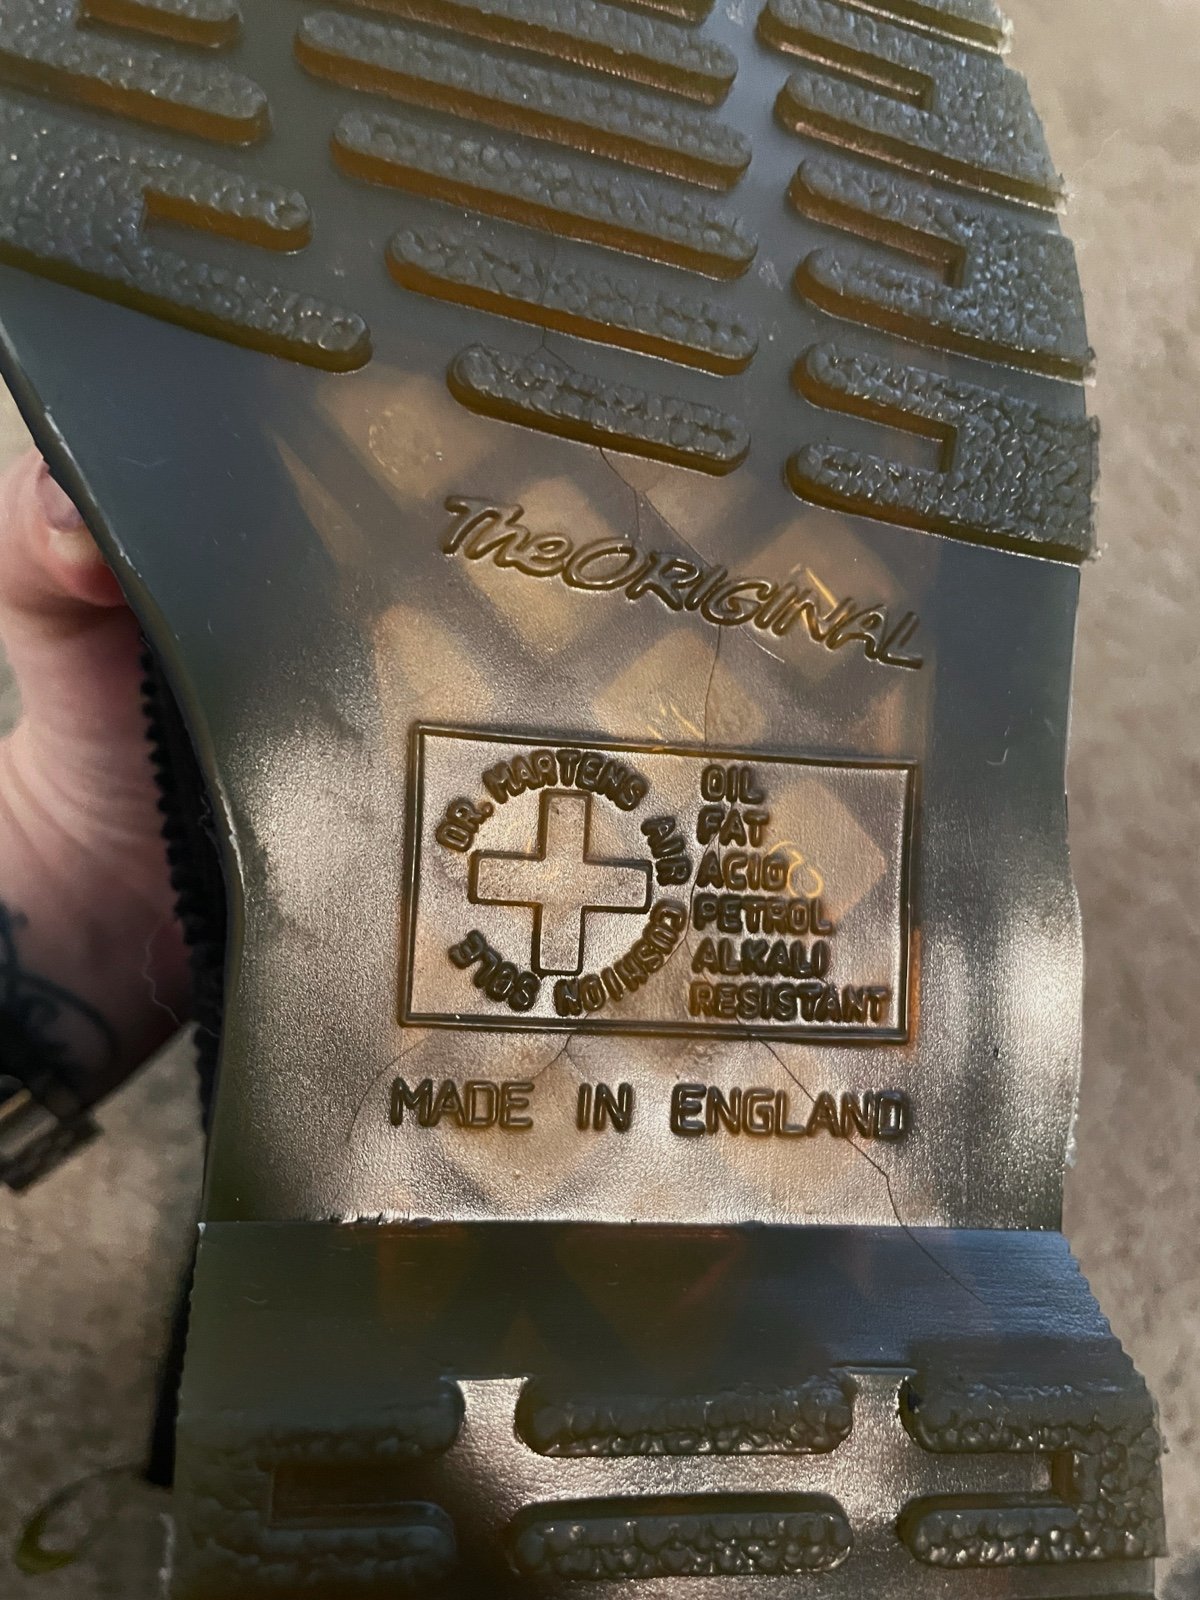 The ORIGINAL
DR. MARTENS AIR CUSHION SOLE
OIL
FAT
ACID
PETROL
ALKALI
RESISTANT
MADE IN ENGLAND